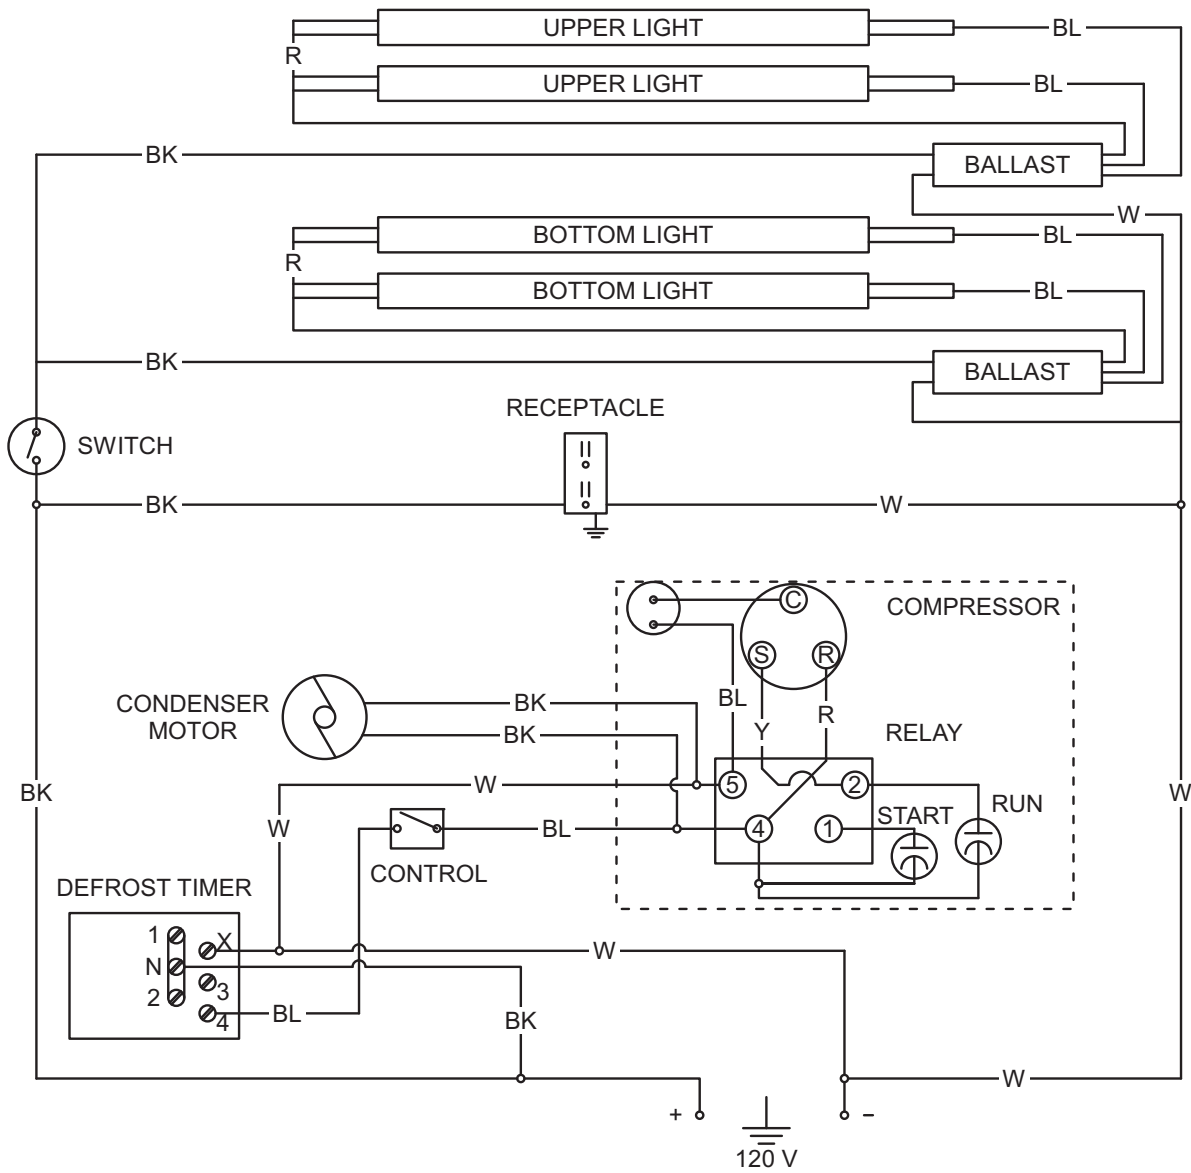 UPPER LIGHT
BL
R
UPPER LIGHT
BL
BK
BALLAST
W
BOTTOM LIGHT
BL
R
BOTTOM LIGHT
BL
BK
BALLAST
RECEPTACLE
SWITCH
BK
W
COMPRESSOR
C
S
R
CONDENSER
MOTOR
BK
BK
BL
Y
R
RELAY
BK
W
5
2
W
W
CONTROL
BL
4
1
START
RUN
DEFROST TIMER
1
X
N
2
3
4
W
BL
BK
W
+
−
120 V